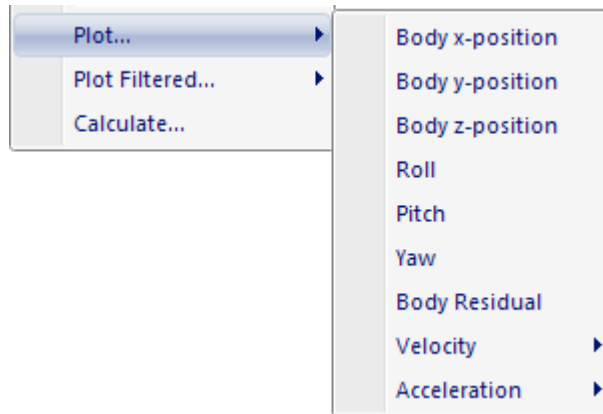 Plot...
Plot Filtered...
Calculate...
Body x-position
Body y-position
Body z-position
Roll
Pitch
Yaw
Body Residual
Velocity
Acceleration